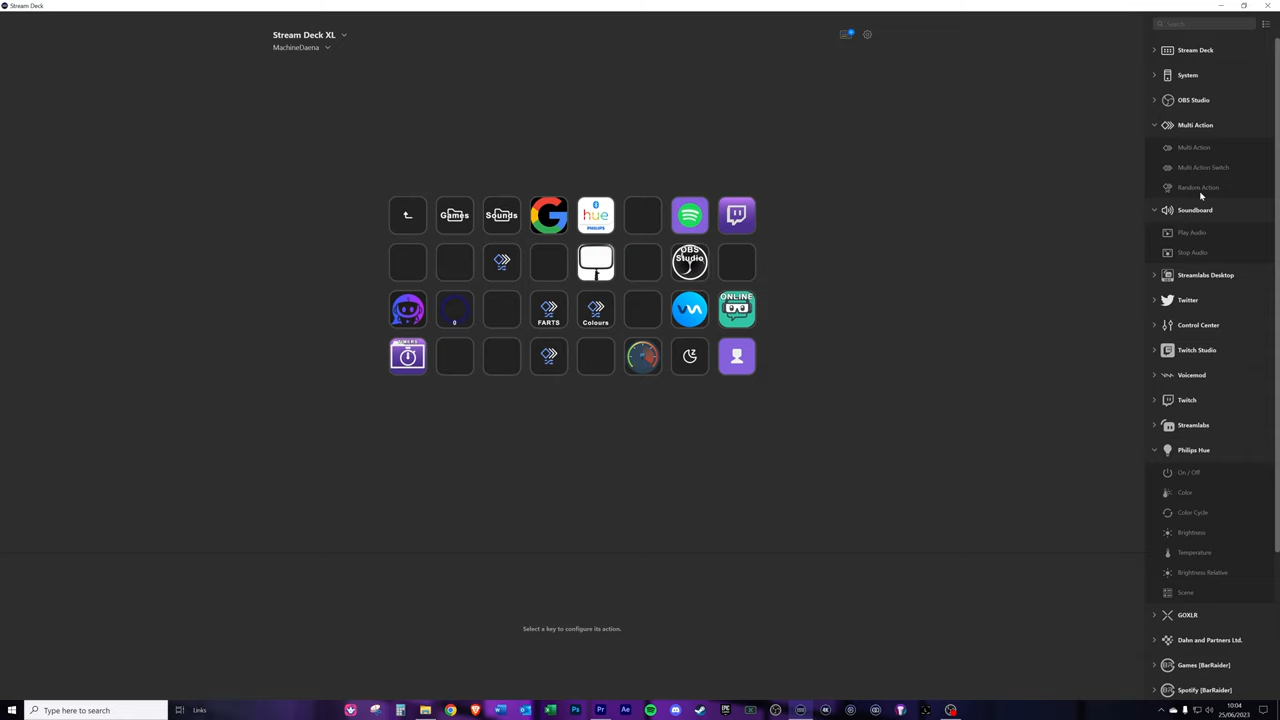 Stream Deck
Stream Deck XL
MachineDaena
Search
Stream Deck
System
OBS Studio
Multi Action
Multi Action
Multi Action Switch
Random Action
Soundboard
Play Audio
Stop Audio
Streamlabs Desktop
Twitter
Control Center
Twitch Studio
Voicemod
Twitch
Streamlabs
Philips Hue
On / Off
Color
Color Cycle
Brightness
Temperature
Brightness Relative
Scene
GOXLR
Dahn and Partners Ltd.
Games [BarRaider]
Spotify [BarRaider]
Games
Sounds
hue
PHILIPS
OBS
Studio
0
FARTS
Colours
ONLINE
TIMERS
Select a key to configure its action.
Type here to search
Links
10:04
25/06/2023